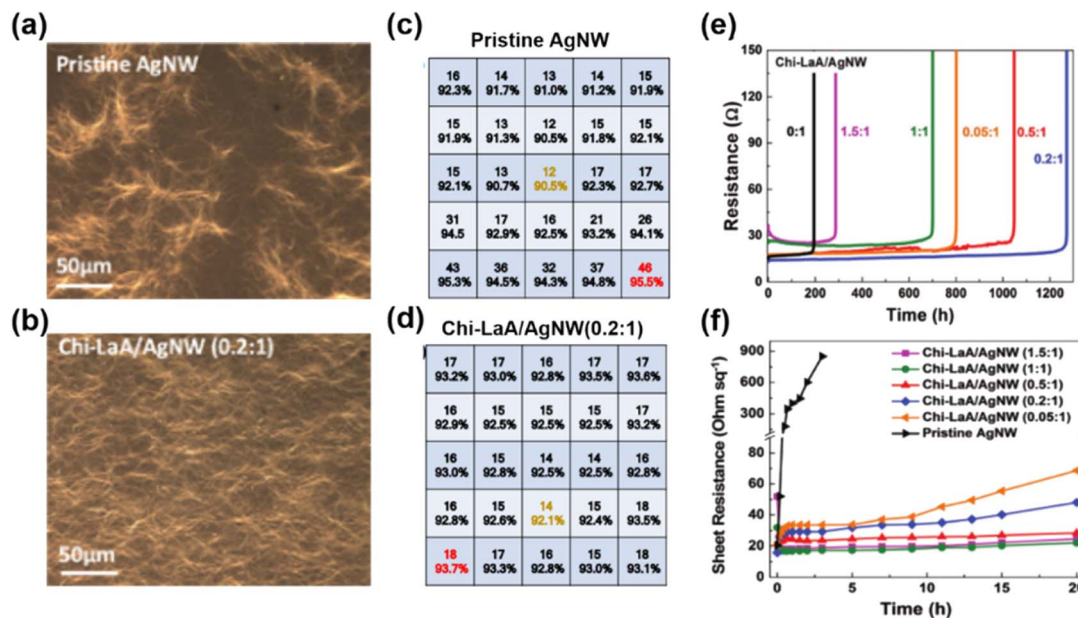 (a)
Pristine AgNW
50μm
(b)
Chi-LaA/AgNW (0.2:1)
50μm
(c)
Pristine AgNW
16 14 13 14 15
92.3% 91.7% 91.0% 91.2% 91.9%
15 13 12 15 15
91.9% 91.3% 90.5% 91.8% 92.1%
15 13 12 17 17
92.1% 90.7% 90.5% 92.3% 92.7%
31 17 16 21 26
94.5 92.9% 92.5% 93.2% 94.1%
43 36 32 37 46
95.3% 94.5% 94.3% 94.8% 95.5%
(d)
Chi-LaA/AgNW(0.2:1)
17 17 16 17 17
93.2% 93.0% 92.8% 93.5% 93.6%
16 15 15 15 17
92.9% 92.5% 92.5% 92.5% 93.2%
16 15 14 14 16
93.0% 92.8% 92.5% 92.5% 92.8%
16 15 14 15 18
92.8% 92.6% 92.1% 92.4% 93.5%
18 17 16 15 18
93.7% 93.3% 92.8% 93.0% 93.1%
(e)
Chi-LaA/AgNW
0:1 1.5:1 1:1 0.05:1 0.5:1
0.2:1
Resistance (Ω)
150
120
90
60
30
0
0 200 400 600 800 1000 1200
Time (h)
(f)
Chi-LaA/AgNW (1.5:1)
Chi-LaA/AgNW (1:1)
Chi-LaA/AgNW (0.5:1)
Chi-LaA/AgNW (0.2:1)
Chi-LaA/AgNW (0.05:1)
Pristine AgNW
Sheet Resistance (Ohm sq⁻¹)
900
600
300
80
60
40
20
0
0 5 10 15 20
Time (h)